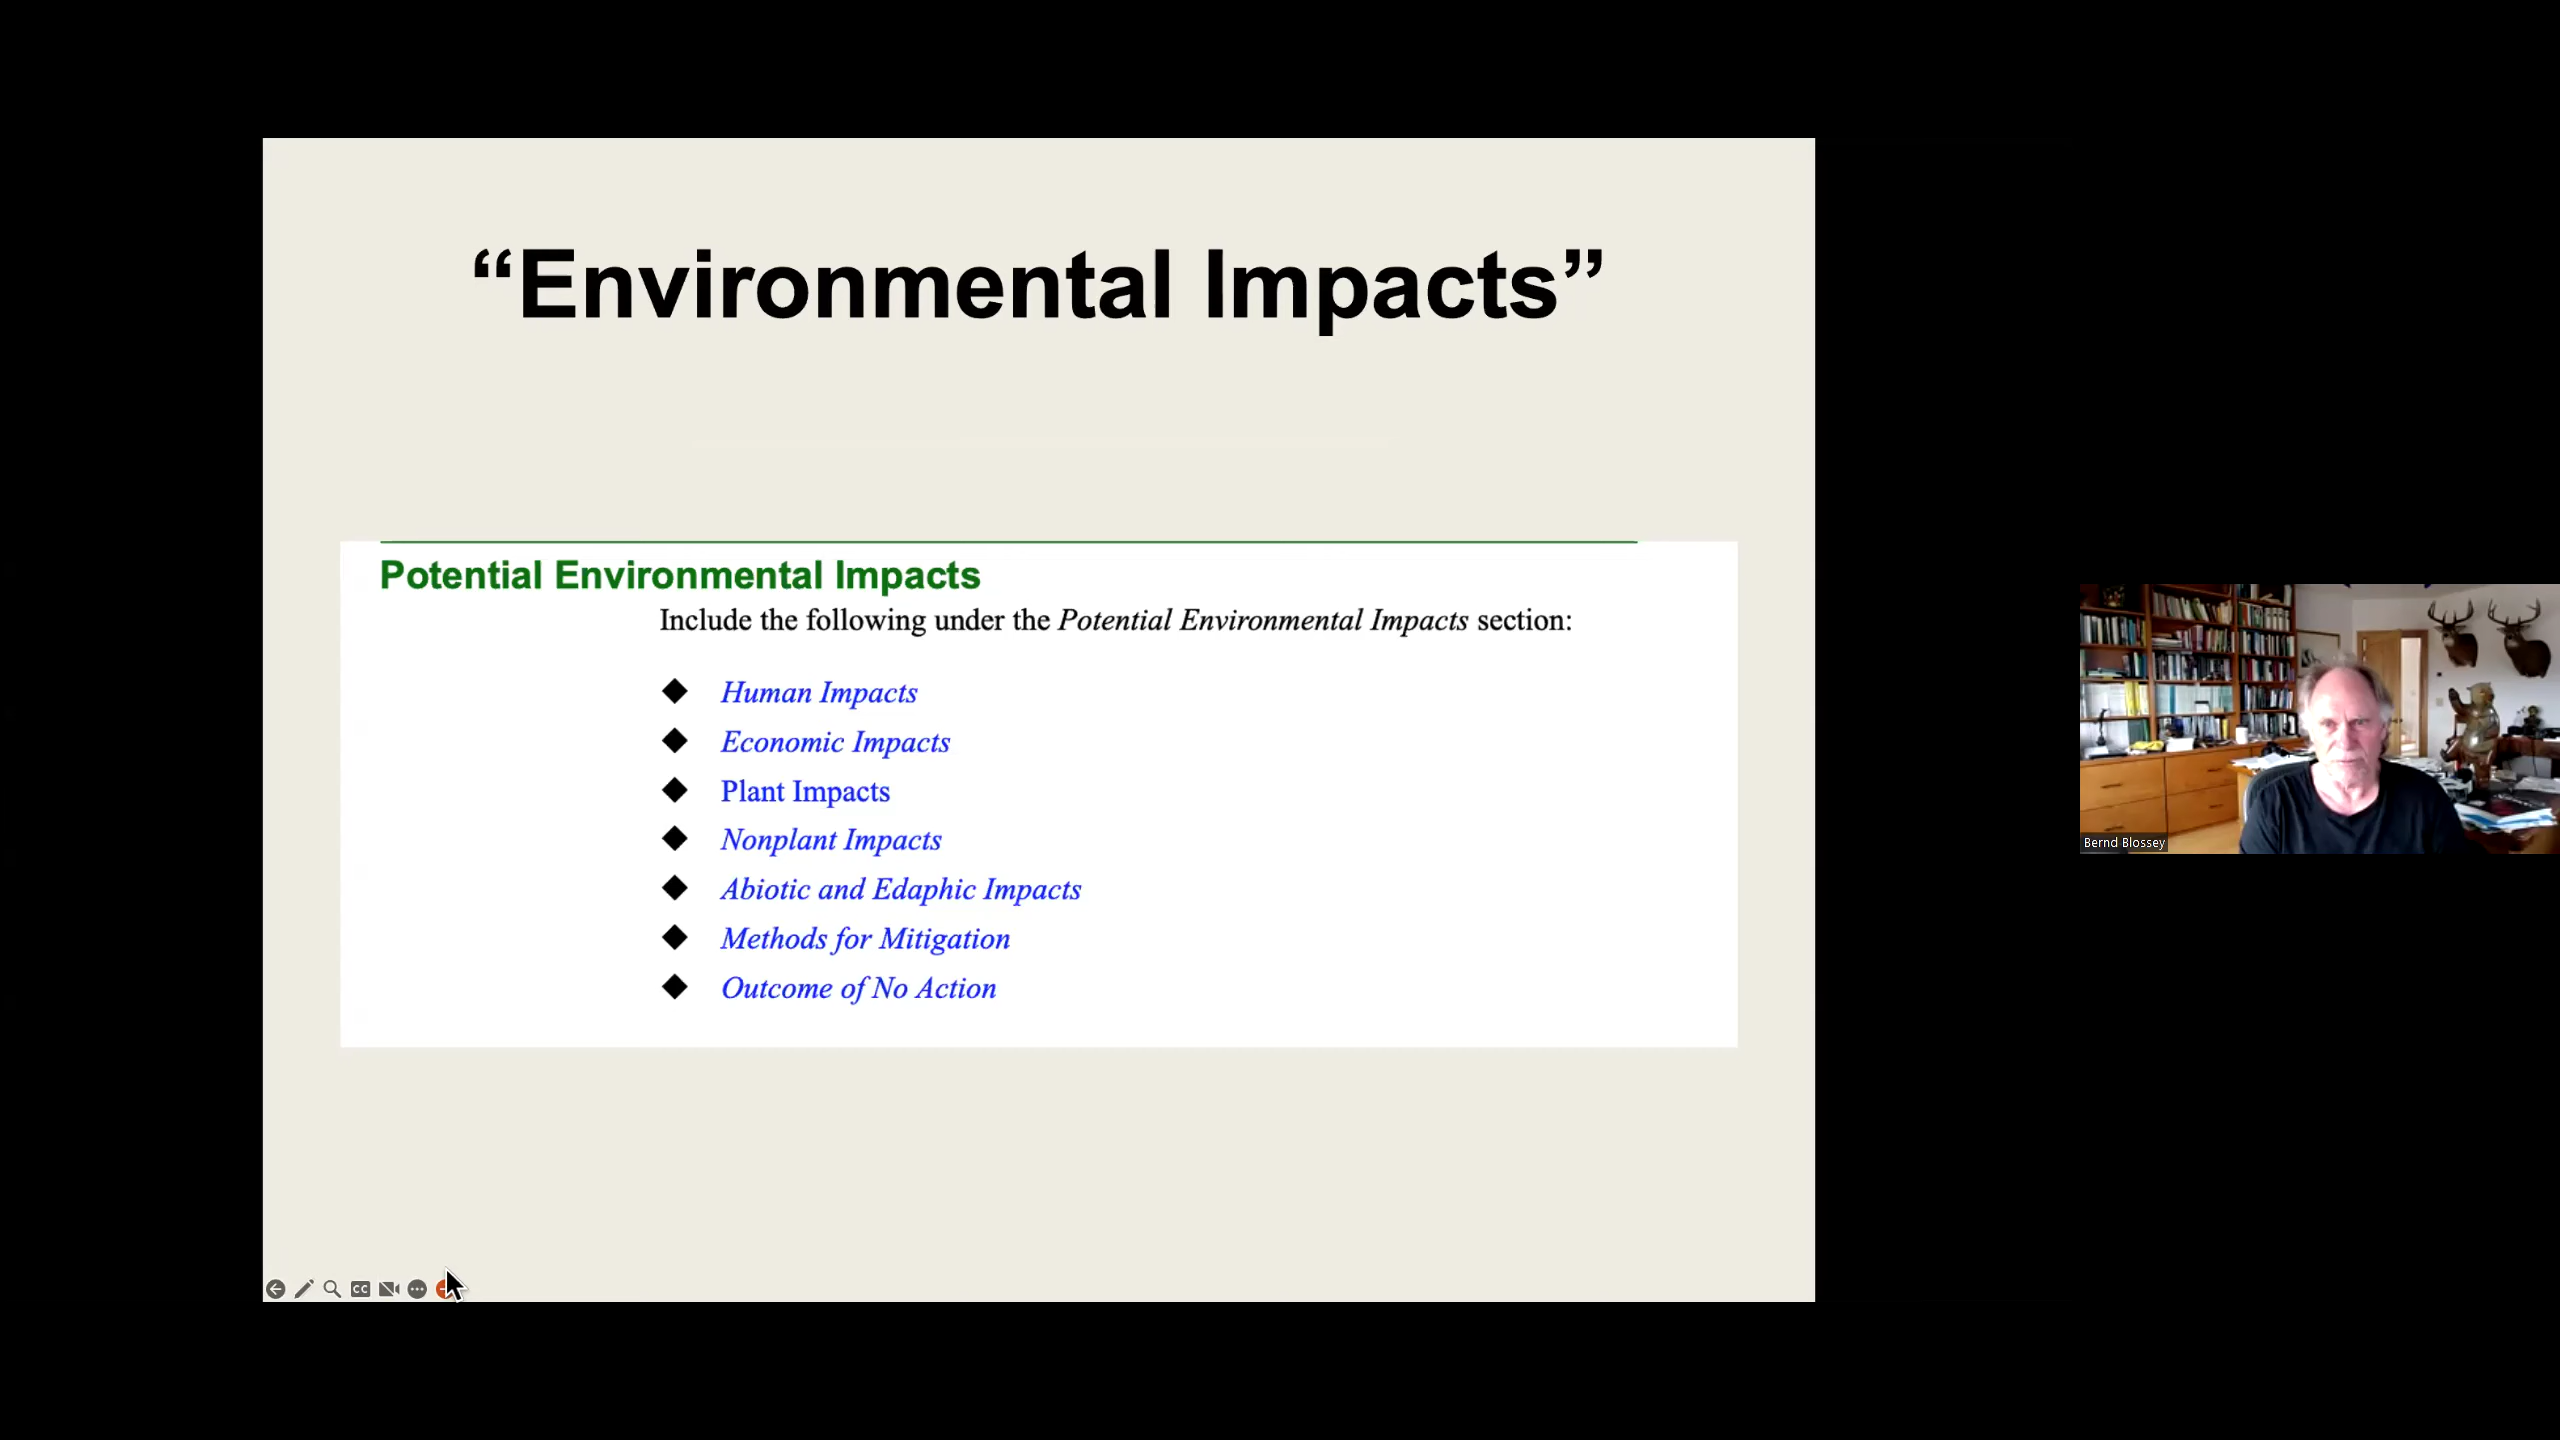 “Environmental Impacts”
Potential Environmental Impacts
Include the following under the Potential Environmental Impacts section:
◆ Human Impacts
◆ Economic Impacts
◆ Plant Impacts
◆ Nonplant Impacts
◆ Abiotic and Edaphic Impacts
◆ Methods for Mitigation
◆ Outcome of No Action
Bernd Blossey
CC